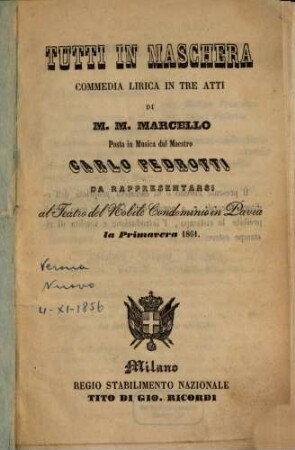 TUTTI IN MASCHERA
COMMEDIA LIRICA IN TRE ATTI
DI
M. M. MARCELLO
Posta in Musica dal Maestro
CARLO PEDROTTI
DA RAPPRESENTARSI
al Teatro del Nobile Condominio in Pavia
la Primavera 1861.
Verona
Nuovo
4-XI-1856
Milano
REGIO STABILIMENTO NAZIONALE
TITO DI GIO. RICORDI